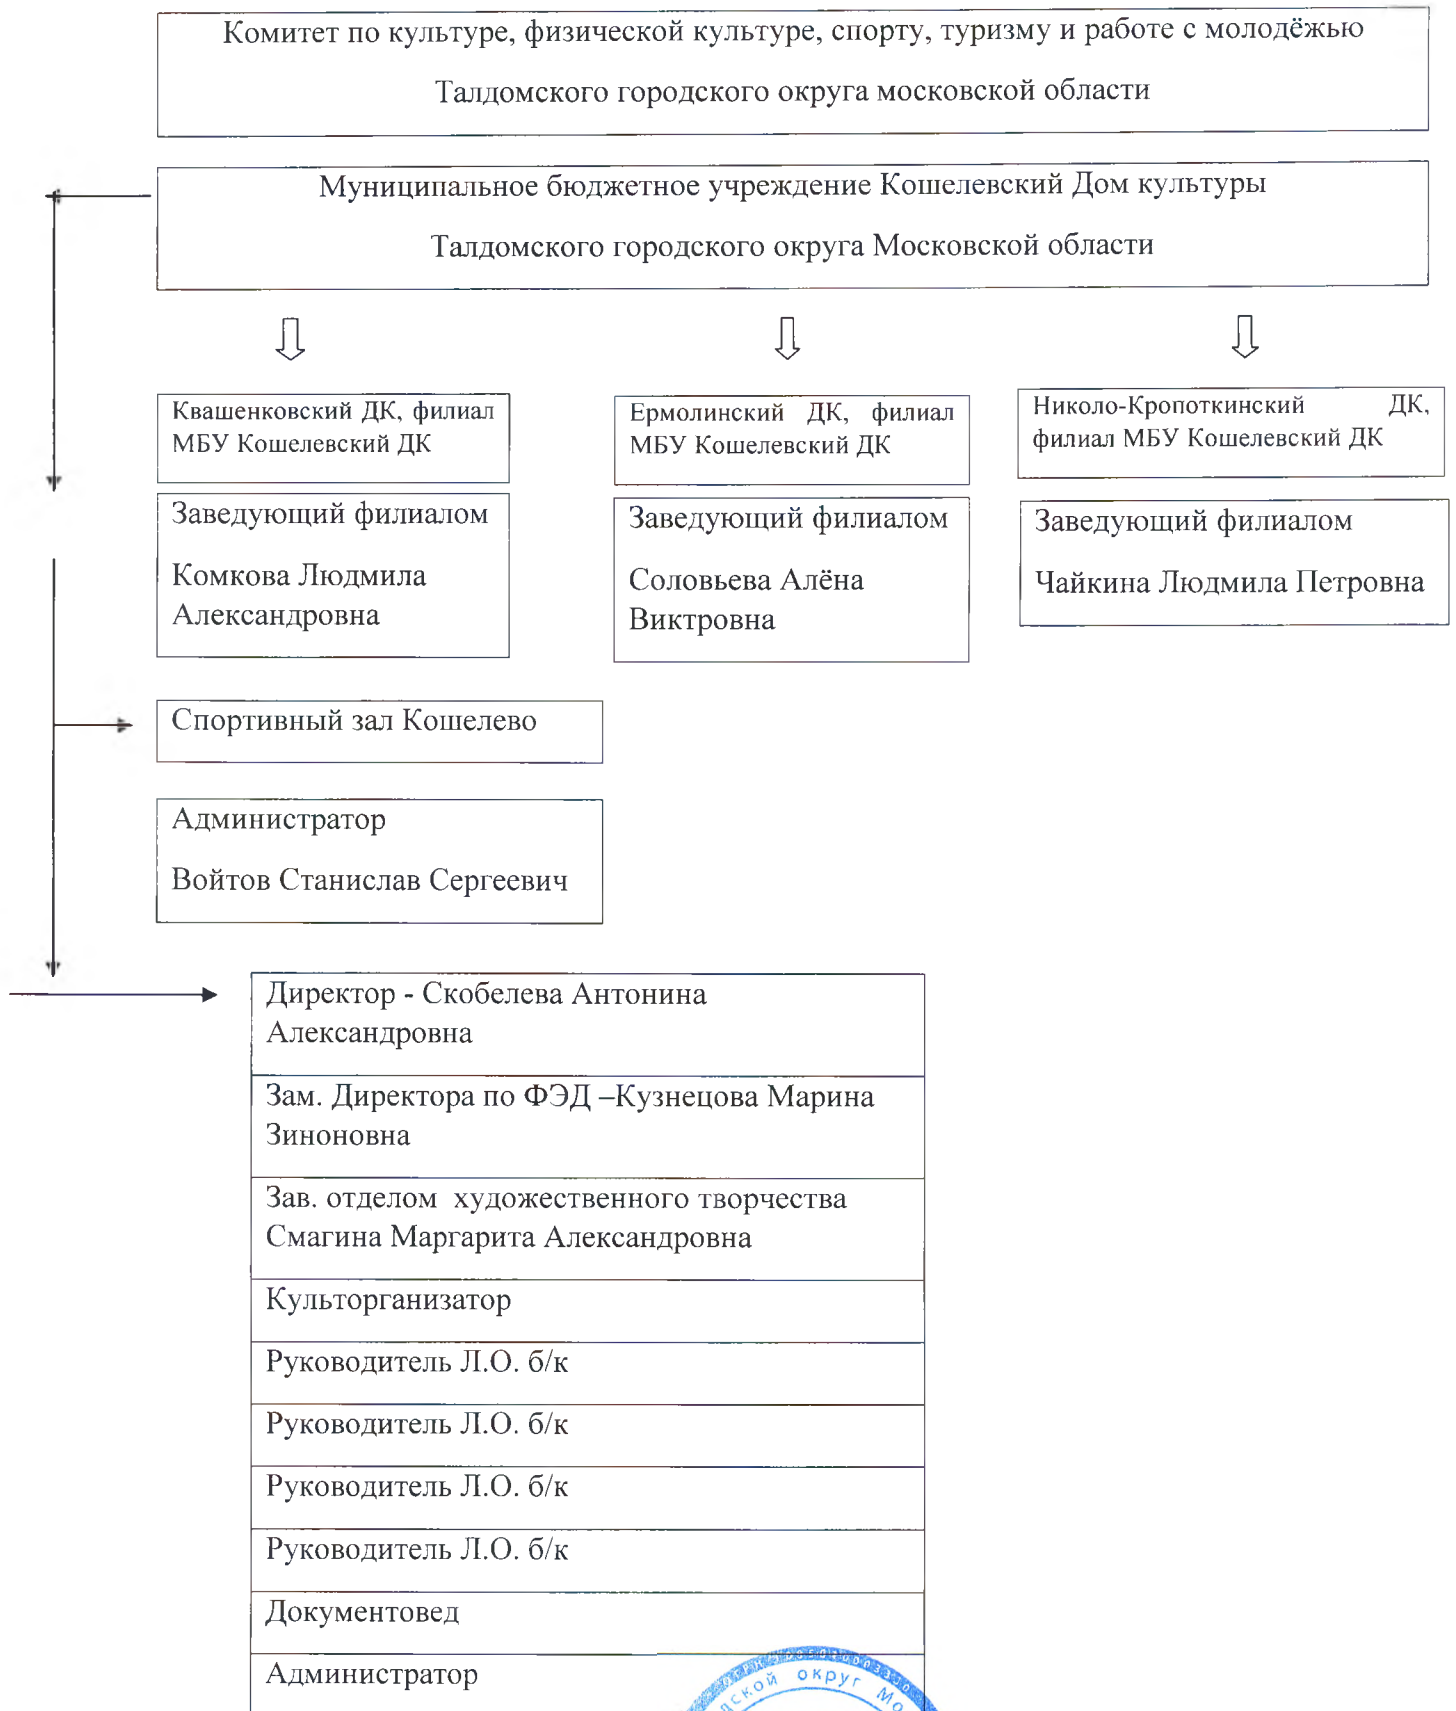 Комитет по культуре, физической культуре, спорту, туризму и работе с молодёжью
Талдомского городского округа московской области
Муниципальное бюджетное учреждение Кошелевский Дом культуры
Талдомского городского округа Московской области
Квашенковский ДК, филиал
МБУ Кошелевский ДК
Заведующий филиалом
Комкова Людмила
Александровна
Ермолинский ДК, филиал
МБУ Кошелевский ДК
Заведующий филиалом
Соловьева Алёна
Виктровна
Николо-Кропоткинский ДК,
филиал МБУ Кошелевский ДК
Заведующий филиалом
Чайкина Людмила Петровна
Спортивный зал Кошелево
Администратор
Войтов Станислав Сергеевич
Директор - Скобелева Антонина
Александровна
Зам. Директора по ФЭД –Кузнецова Марина
Зиноновна
Зав. отделом  художественного творчества
Смагина Маргарита Александровна
Культорганизатор
Руководитель Л.О. б/к
Руководитель Л.О. б/к
Руководитель Л.О. б/к
Руководитель Л.О. б/к
Документовед
Администратор
округ